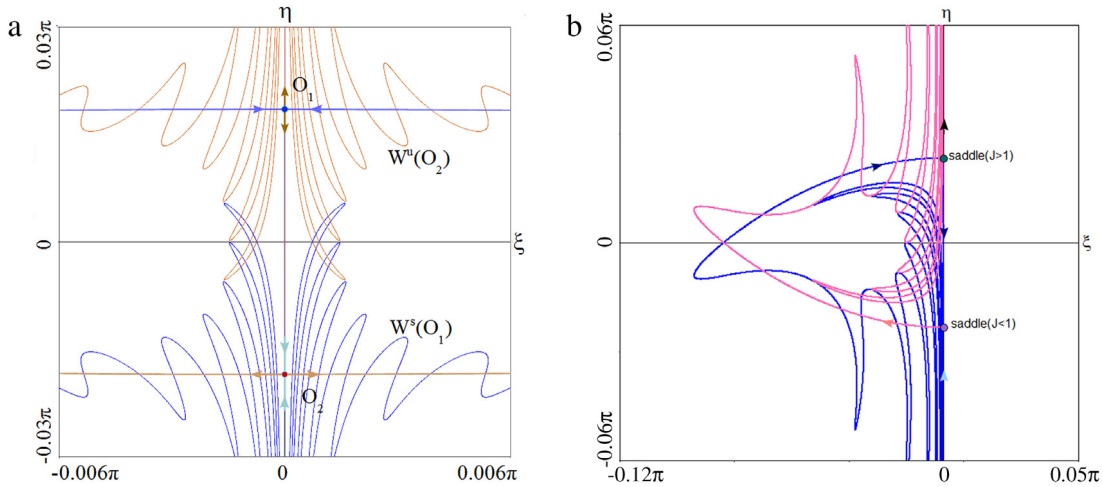 a
η
0.03π
O₁
Wᵘ(O₂)
0
ξ
Wˢ(O₁)
O₂
-0.03π
-0.006π
0
0.006π
b
η
0.06π
saddle(J>1)
0
ξ
saddle(J<1)
-0.06π
-0.12π
0
0.05π